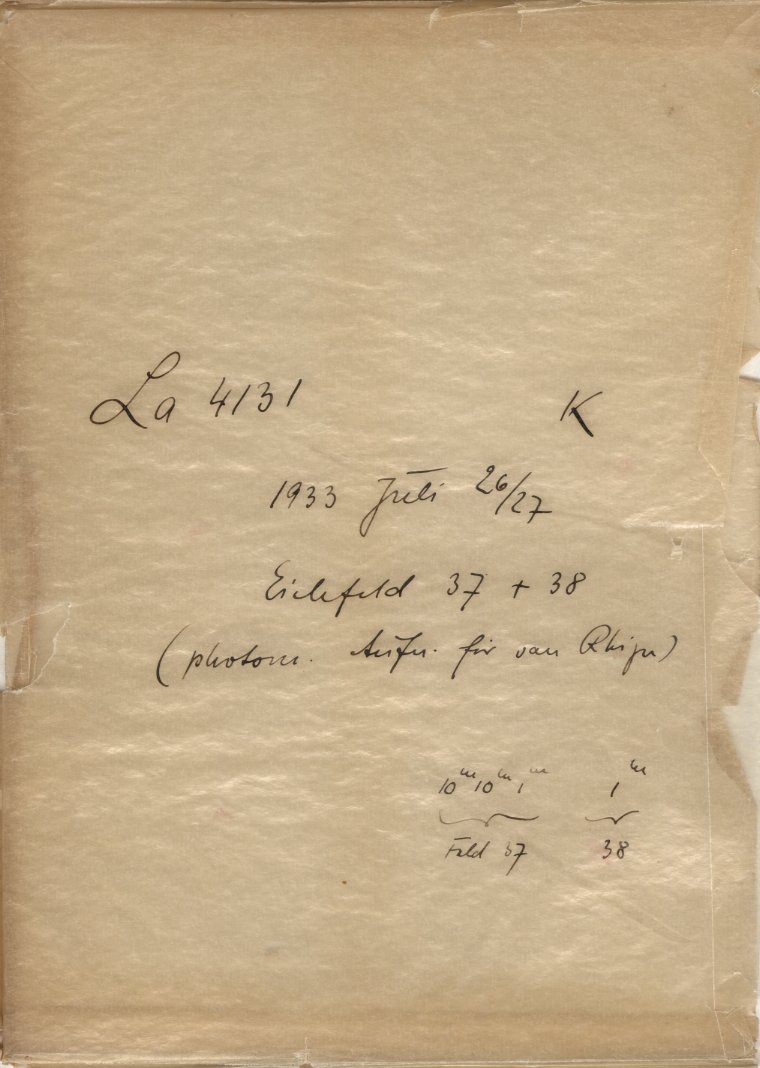 La 4131 K
1933 Juli 26/27
Eichfeld 37 + 38
(photom. Aufn. für van Rhijn)
10ᵐ 10ᵐ 1ᵐ 1ᵐ
Feld 37 38